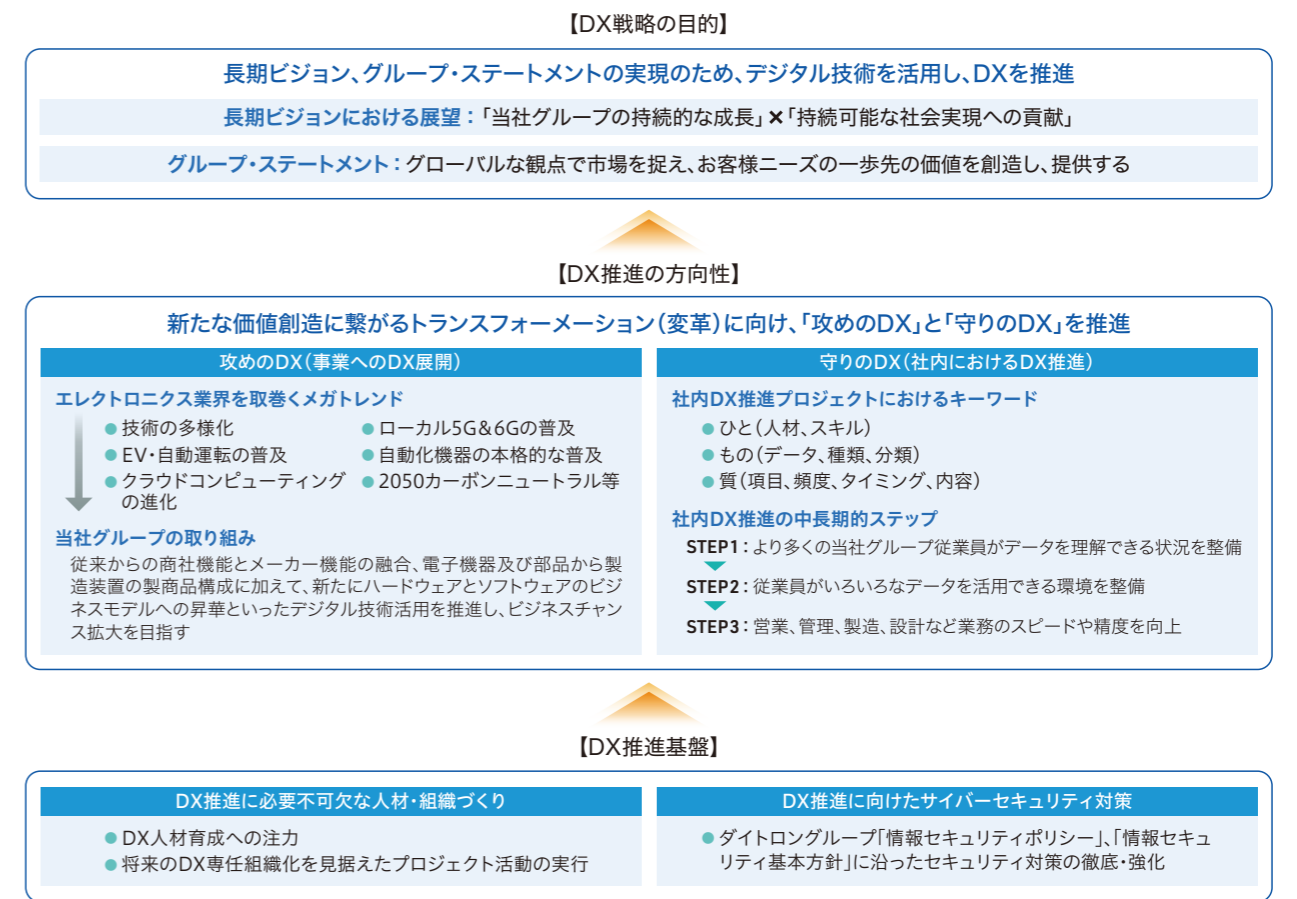 【DX戦略の目的】
長期ビジョン、グループ・ステートメントの実現のため、デジタル技術を活用し、DXを推進
長期ビジョンにおける展望：「当社グループの持続的な成長」×「持続可能な社会実現への貢献」
グループ・ステートメント：グローバルな観点で市場を捉え、お客様ニーズの一歩先の価値を創造し、提供する
【DX推進の方向性】
新たな価値創造に繋がるトランスフォーメーション（変革）に向け、「攻めのDX」と「守りのDX」を推進
攻めのDX（事業へのDX展開）
エレクトロニクス業界を取巻くメガトレンド
● 技術の多様化
● EV・自動運転の普及
● クラウドコンピューティング
の進化
● ローカル5G&6Gの普及
● 自動化機器の本格的な普及
● 2050カーボンニュートラル等
当社グループの取り組み
従来からの商社機能とメーカー機能の融合、電子機器及び部品から製
造装置の製商品構成に加えて、新たにハードウェアとソフトウェアのビジ
ネスモデルへの昇華といったデジタル技術活用を推進し、ビジネスチャン
ス拡大を目指す
守りのDX（社内におけるDX推進）
社内DX推進プロジェクトにおけるキーワード
● ひと（人材、スキル）
● もの（データ、種類、分類）
● 質（項目、頻度、タイミング、内容）
社内DX推進の中長期的ステップ
STEP1：より多くの当社グループ従業員がデータを理解できる状況を整備
STEP2：従業員がいろいろなデータを活用できる環境を整備
STEP3：営業、管理、製造、設計など業務のスピードや精度を向上
【DX推進基盤】
DX推進に必要不可欠な人材・組織づくり
● DX人材育成への注力
● 将来のDX専任組織化を見据えたプロジェクト活動の実行
DX推進に向けたサイバーセキュリティ対策
● ダイトロングループ「情報セキュリティポリシー」、「情報セキュ
リティ基本方針」に沿ったセキュリティ対策の徹底・強化